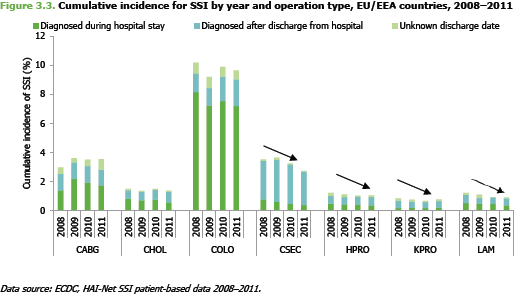 Figure 3.3. Cumulative incidence for SSI by year and operation type, EU/EEA countries, 2008–2011
Diagnosed during hospital stay Diagnosed after discharge from hospital Unknown discharge date
Cumulative incidence of SSI (%)
12
10
8
6
4
2
0
2008 2009 2010 2011 2008 2009 2010 2011 2008 2009 2010 2011 2008 2009 2010 2011 2008 2009 2010 2011 2008 2009 2010 2011 2008 2009 2010 2011
CABG CHOL COLO CSEC HPRO KPRO LAM
Data source: ECDC, HAI-Net SSI patient-based data 2008–2011.